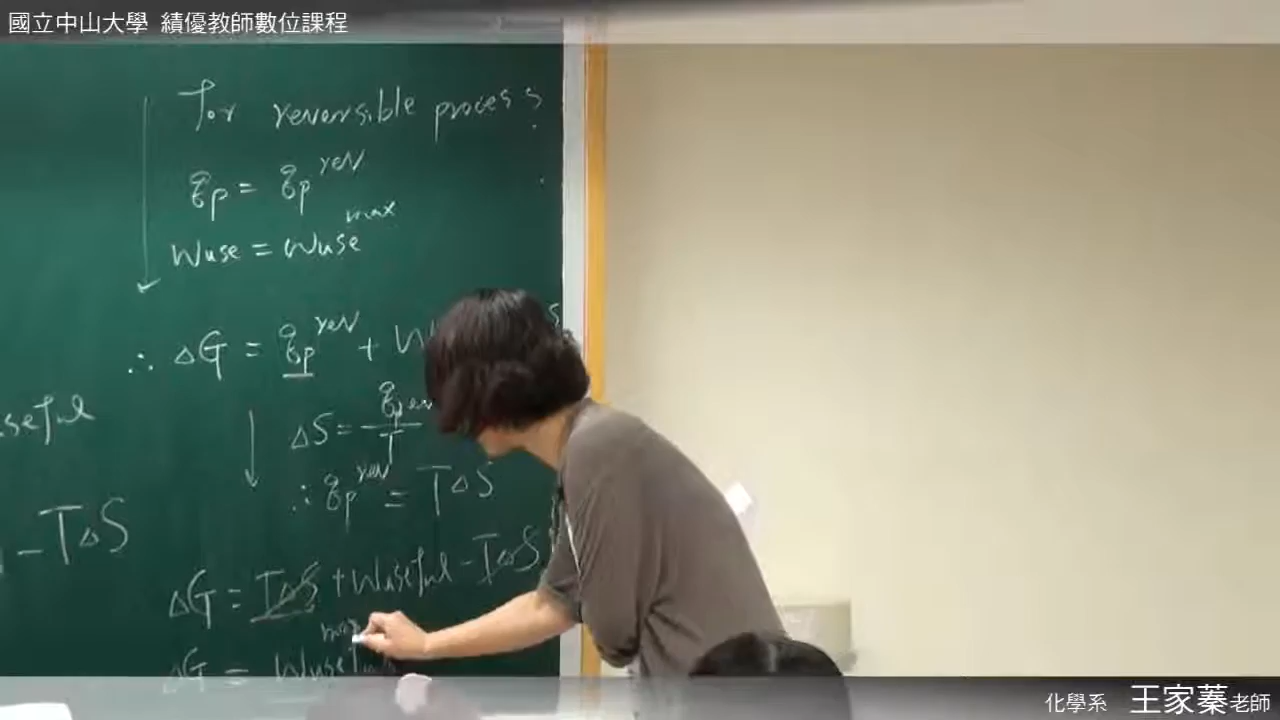 國立中山大學 績優教師數位課程
For reversible process
qp = qp^rev
Wuse = Wuse^max
∴ ΔG = qp^rev + W
useful
ΔS = qp^rev / T
∴ qp^rev = TΔS
- TΔS
ΔG = TΔS + Wuseful - TΔS
ΔG = Wuseful^max
化學系 王家蓁老師